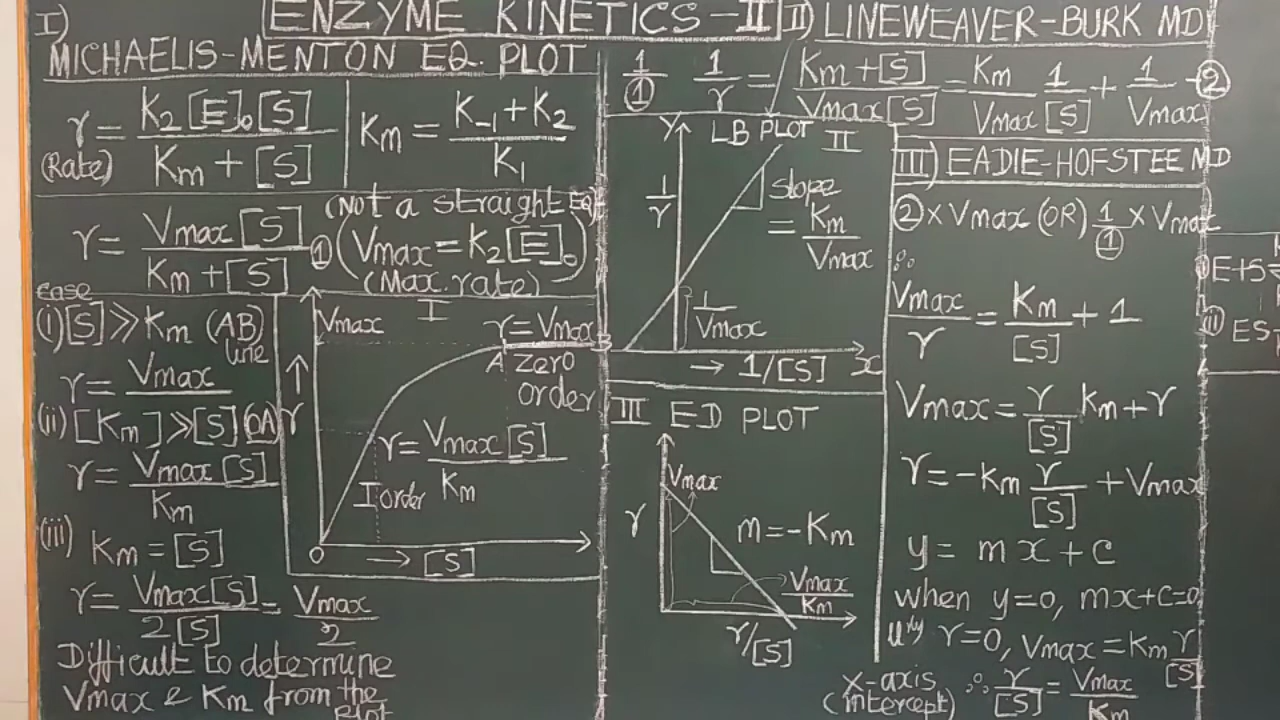 ENZYME KINETICS-II
I)
MICHAELIS-MENTON EQ. PLOT
r = K2[E]0[S] / Km + [S]
(Rate)
Km = K-1 + K2 / K1
r = Vmax[S] / Km + [S] ①
(Not a straight Eq)
(Vmax = K2[E]0)
(Max. rate)
Case
(i) [S] ≫ Km (AB) line
r = Vmax
(ii) [Km] ≫ [S] (OA)
r = Vmax[S] / Km
(iii) Km = [S]
r = Vmax[S] / 2[S] = Vmax / 2
Difficult to determine
Vmax & Km from the
Plot
I
Vmax
r = Vmax
A
B
zero
order
r
r = Vmax[S] / Km
I order
O
→ [S]
II) LINEWEAVER-BURK MD
1/① 1/r = Km + [S] / Vmax[S] = Km/Vmax 1/[S] + 1/Vmax -②
Y
LB PLOT II
1/r
slope
= Km / Vmax
1/Vmax
→ 1/[S]
x
III ED PLOT
Vmax
r
m = -Km
Vmax / Km
r/[S]
III) EADIE-HOFSTEE MD
② × Vmax (OR) 1/① × Vmax
∴
Vmax / r = Km / [S] + 1
Vmax = r/[S] Km + r
r = -Km r/[S] + Vmax
y = mx + c
when y=0, mx+c=0
llly r=0, Vmax = Km r/[S]
x-axis
(intercept)
∴ r/[S] = Vmax / Km
E+S
ES